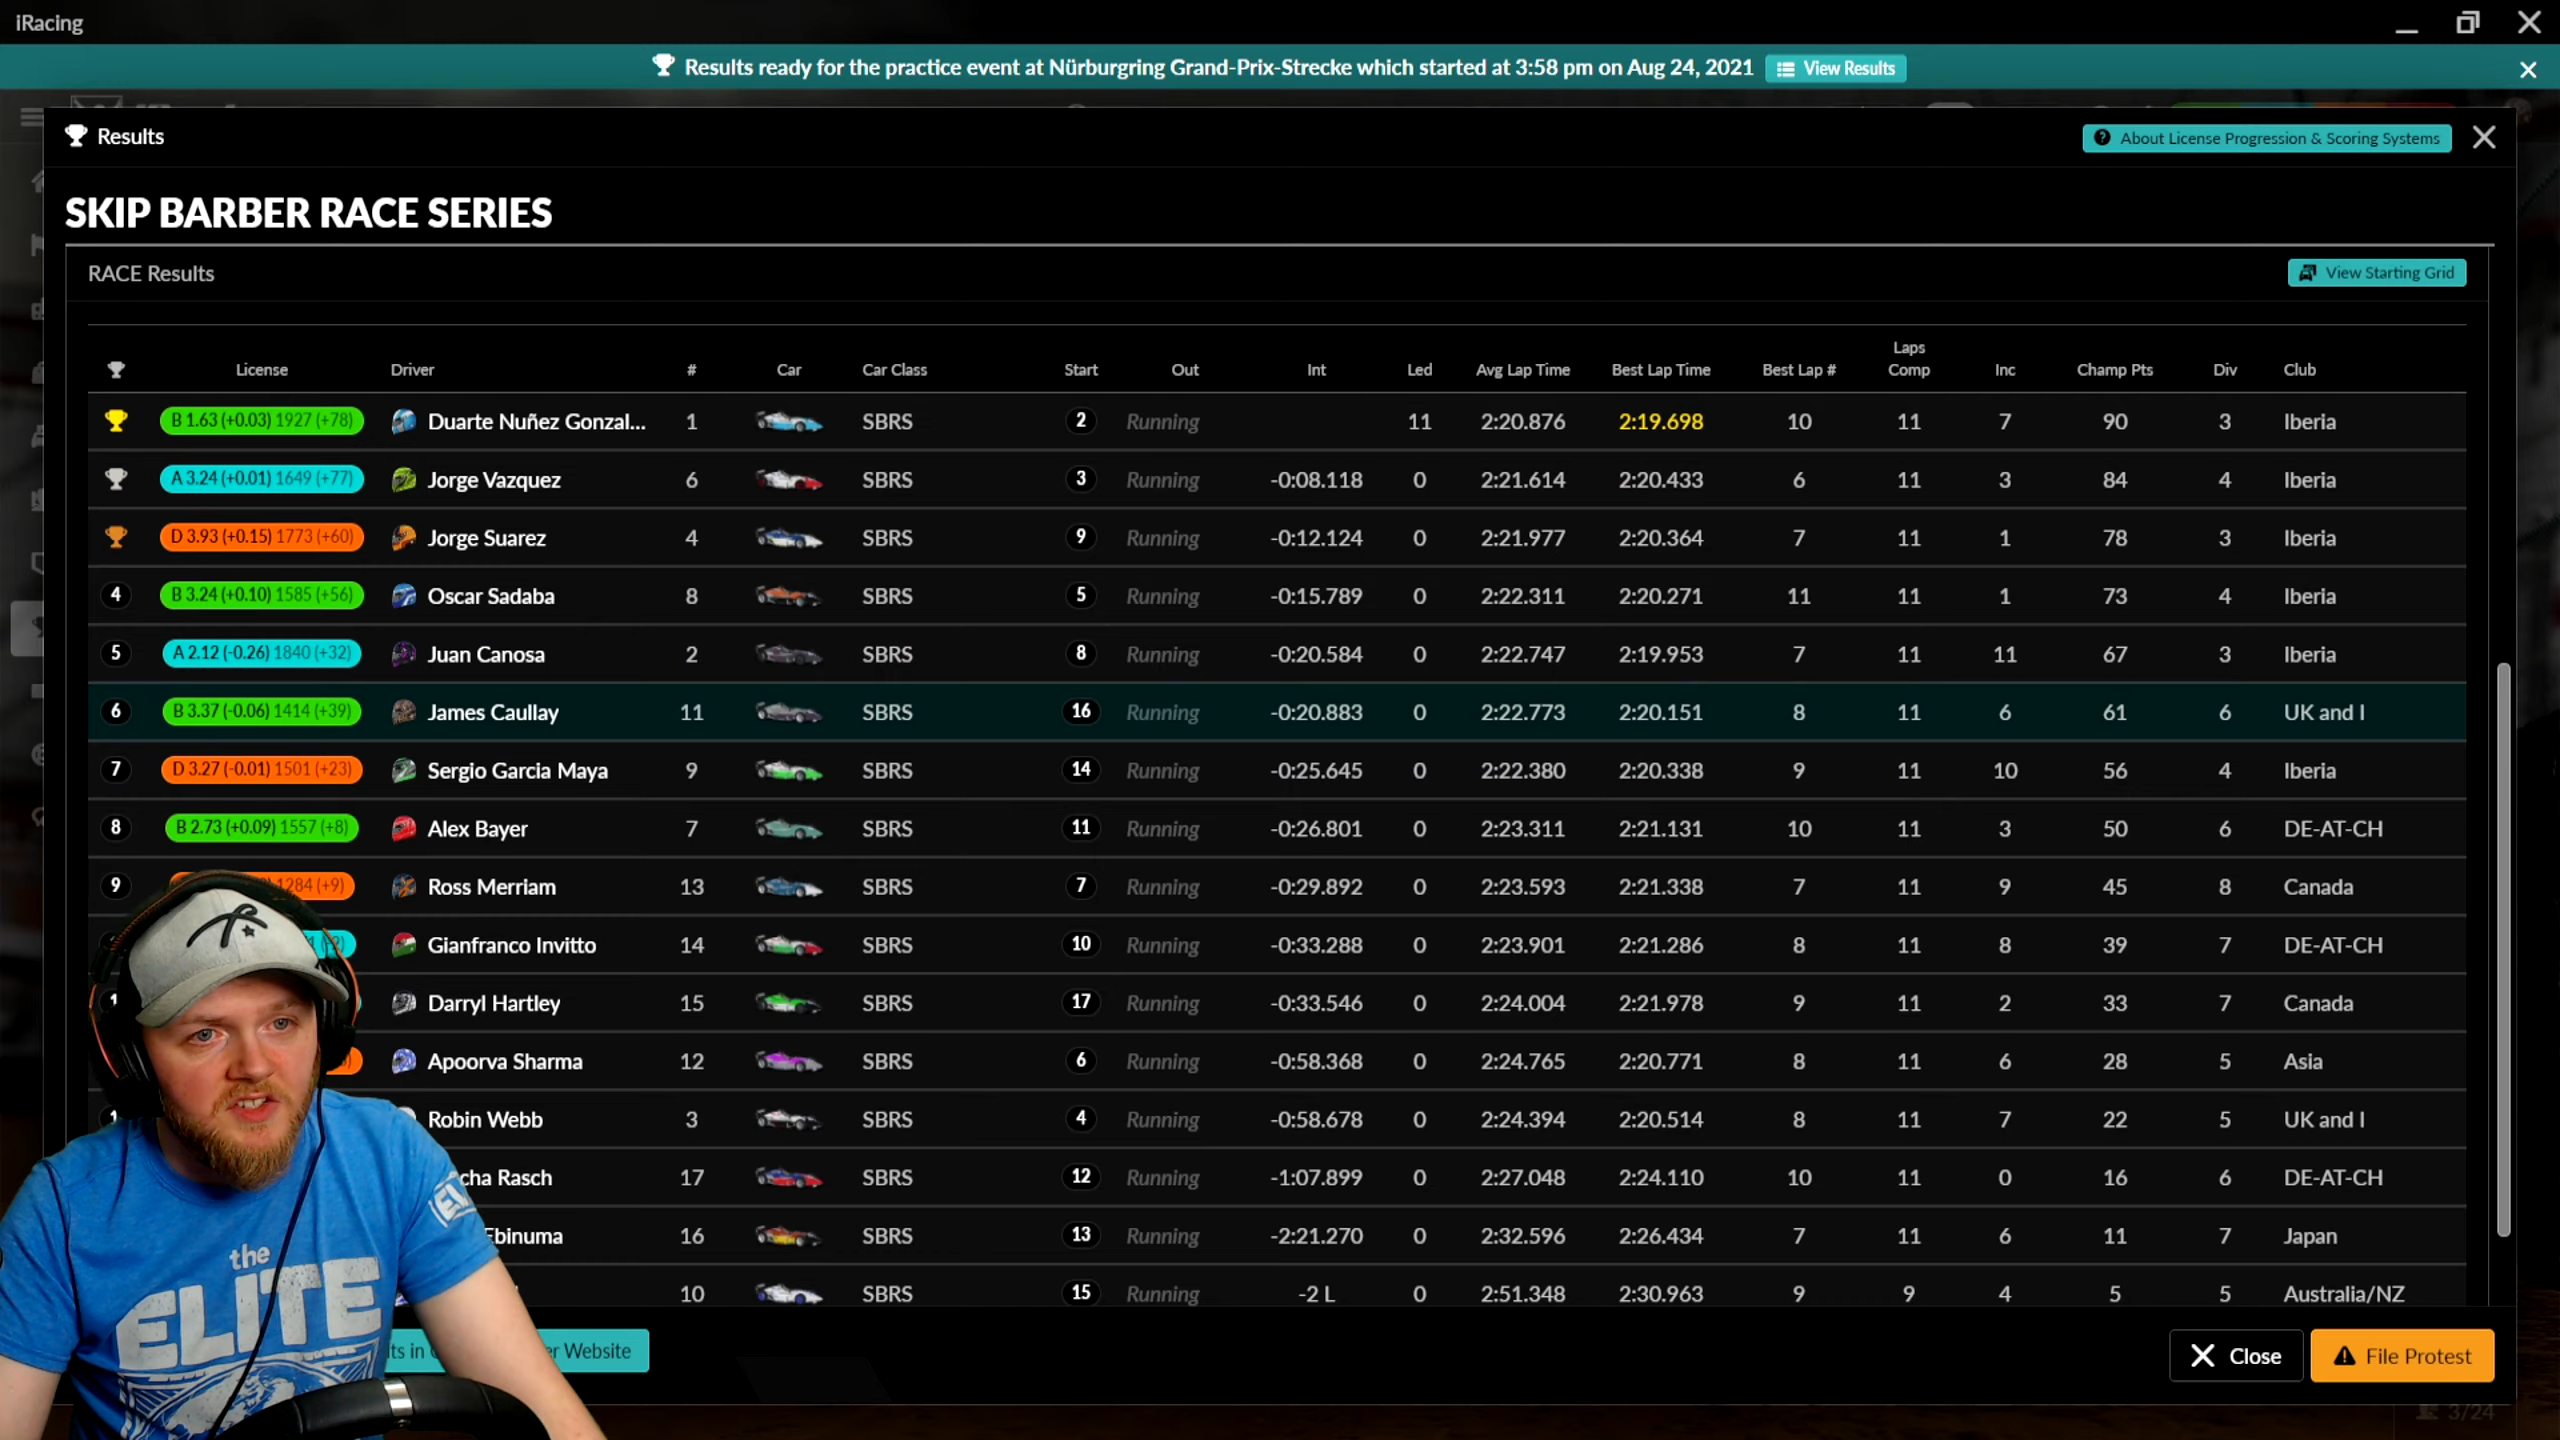 iRacing
Results ready for the practice event at Nürburgring Grand-Prix-Strecke which started at 3:58 pm on Aug 24, 2021 View Results
Results About License Progression & Scoring Systems
SKIP BARBER RACE SERIES
RACE Results View Starting Grid
License Driver # Car Car Class Start Out Int Led Avg Lap Time Best Lap Time Best Lap # Laps Comp Inc Champ Pts Div Club
B 1.63 (+0.03) 1927 (+78) Duarte Nuñez Gonzal... 1 SBRS 2 Running 11 2:20.876 2:19.698 10 11 7 90 3 Iberia
A 3.24 (+0.01) 1649 (+77) Jorge Vazquez 6 SBRS 3 Running -0:08.118 0 2:21.614 2:20.433 6 11 3 84 4 Iberia
D 3.93 (+0.15) 1773 (+60) Jorge Suarez 4 SBRS 9 Running -0:12.124 0 2:21.977 2:20.364 7 11 1 78 3 Iberia
4 B 3.24 (+0.10) 1585 (+56) Oscar Sadaba 8 SBRS 5 Running -0:15.789 0 2:22.311 2:20.271 11 11 1 73 4 Iberia
5 A 2.12 (-0.26) 1840 (+32) Juan Canosa 2 SBRS 8 Running -0:20.584 0 2:22.747 2:19.953 7 11 11 67 3 Iberia
6 B 3.37 (-0.06) 1414 (+39) James Caullay 11 SBRS 16 Running -0:20.883 0 2:22.773 2:20.151 8 11 6 61 6 UK and I
7 D 3.27 (-0.01) 1501 (+23) Sergio Garcia Maya 9 SBRS 14 Running -0:25.645 0 2:22.380 2:20.338 9 11 10 56 4 Iberia
8 B 2.73 (+0.09) 1557 (+8) Alex Bayer 7 SBRS 11 Running -0:26.801 0 2:23.311 2:21.131 10 11 3 50 6 DE-AT-CH
9 1284 (+9) Ross Merriam 13 SBRS 7 Running -0:29.892 0 2:23.593 2:21.338 7 11 9 45 8 Canada
Gianfranco Invitto 14 SBRS 10 Running -0:33.288 0 2:23.901 2:21.286 8 11 8 39 7 DE-AT-CH
Darryl Hartley 15 SBRS 17 Running -0:33.546 0 2:24.004 2:21.978 9 11 2 33 7 Canada
Apoorva Sharma 12 SBRS 6 Running -0:58.368 0 2:24.765 2:20.771 8 11 6 28 5 Asia
Robin Webb 3 SBRS 4 Running -0:58.678 0 2:24.394 2:20.514 8 11 7 22 5 UK and I
cha Rasch 17 SBRS 12 Running -1:07.899 0 2:27.048 2:24.110 10 11 0 16 6 DE-AT-CH
Ebinuma 16 SBRS 13 Running -2:21.270 0 2:32.596 2:26.434 7 11 6 11 7 Japan
10 SBRS 15 Running -2 L 0 2:51.348 2:30.963 9 9 4 5 5 Australia/NZ
the
ELITE
Website
Close File Protest
3/24